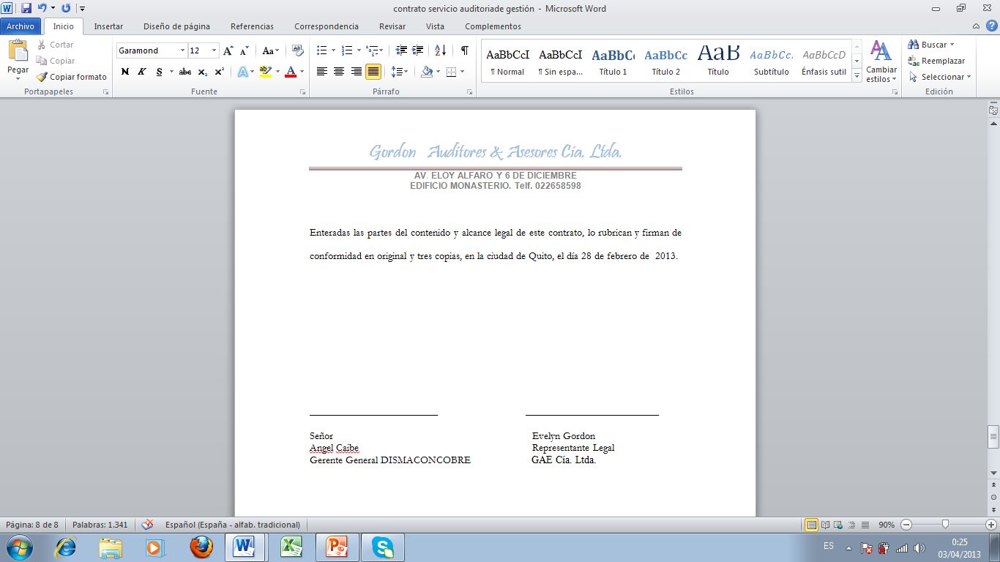 contrato servicio auditoriade gestión - Microsoft Word
Archivo Inicio Insertar Diseño de página Referencias Correspondencia Revisar Vista Complementos
Pegar
Cortar
Copiar
Copiar formato
Portapapeles
Garamond 12
Fuente
Párrafo
AaBbCcI AaBbCcI AaBbCc AaBbCc AaB AaBbCc. AaBbCcD
¶ Normal ¶ Sin espa... Título 1 Título 2 Título Subtítulo Énfasis sutil
Estilos
Cambiar estilos
Buscar
Reemplazar
Seleccionar
Edición
Gordon Auditores & Asesores Cía. Ltda.
AV. ELOY ALFARO Y 6 DE DICIEMBRE
EDIFICIO MONASTERIO. Telf. 022658598
Enteradas las partes del contenido y alcance legal de este contrato, lo rubrican y firman de
conformidad en original y tres copias, en la ciudad de Quito, el día 28 de febrero de 2013.
Señor Evelyn Gordon
Angel Caibe Representante Legal
Gerente General DISMACONCOBRE GAE Cía. Ltda.
Página: 8 de 8 Palabras: 1.341 Español (España - alfab. tradicional) 90%
ES 0:25
03/04/2013